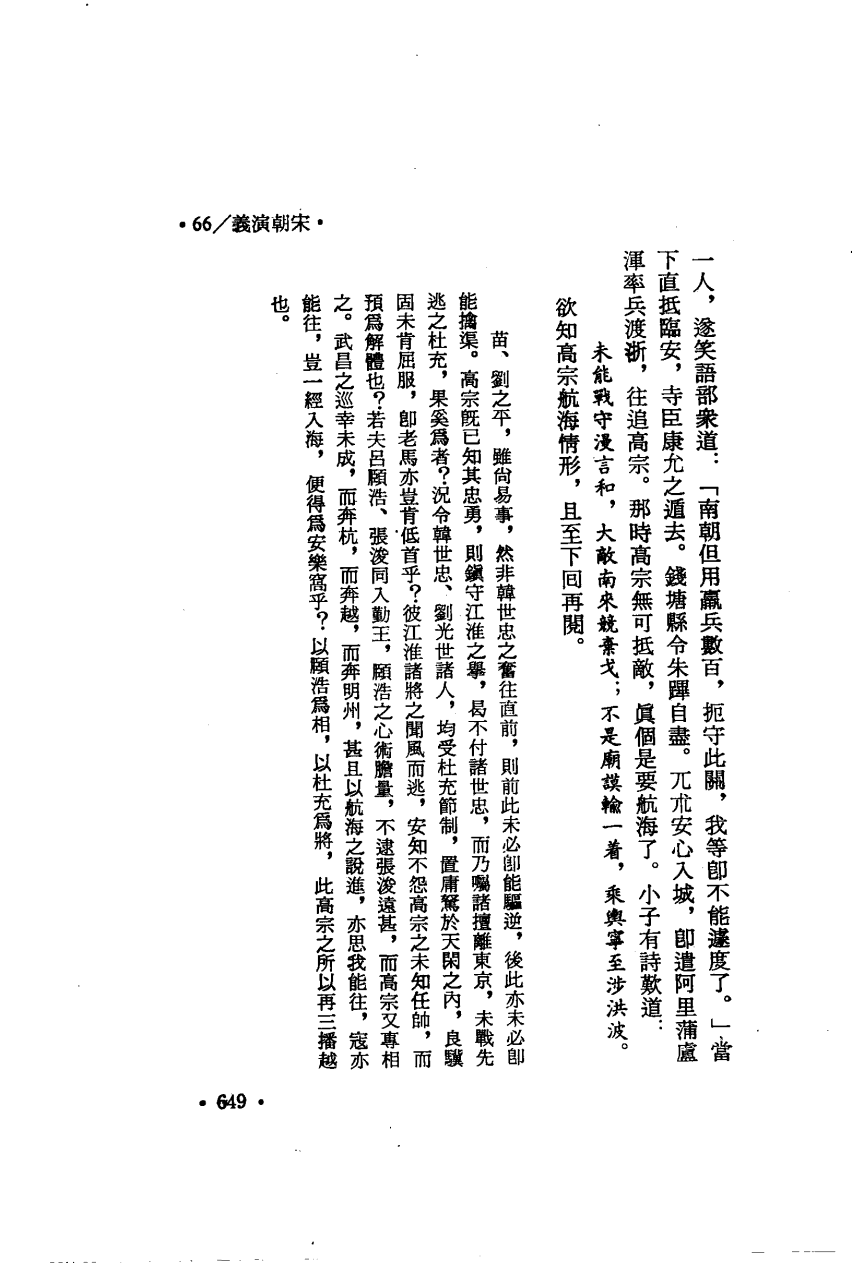 •66／義演朝宋•
一人，遂笑語部衆道：「南朝但用羸兵數百，扼守此關，我等卽不能遽度了。」當
下直抵臨安，寺臣康允之遁去。錢塘縣令朱蹕自盡。兀朮安心入城，卽遣阿里蒲盧
渾率兵渡浙，往追高宗。那時高宗無可抵敵，眞個是要航海了。小子有詩歎道：
未能戰守漫言和，大敵南來競棄戈；不是廟謨輸一着，乘輿寧至涉洪波。
欲知高宗航海情形，且至下回再閱。
苗、劉之平，雖尙易事，然非韓世忠之奮往直前，則前此未必卽能驅逆，後此亦未必卽
能擒渠。高宗旣已知其忠勇，則鎭守江淮之擧，曷不付諸世忠，而乃囑諸擅離東京，未戰先
逃之杜充，果奚爲者？況令韓世忠、劉光世諸人，均受杜充節制，置庸駑於天閑之內，良驥
固未肯屈服，卽老馬亦豈肯低首乎？彼江淮諸將之聞風而逃，安知不怨高宗之未知任帥，而
預爲解體也？若夫呂頤浩、張浚同入勤王，頤浩之心術膽量，不逮張浚遠甚，而高宗又專相
之。武昌之巡幸未成，而奔杭，而奔越，而奔明州，甚且以航海之說進，亦思我能往，寇亦
能往，豈一經入海，便得爲安樂窩乎？以頤浩爲相，以杜充爲將，此高宗之所以再三播越
也。
•649•